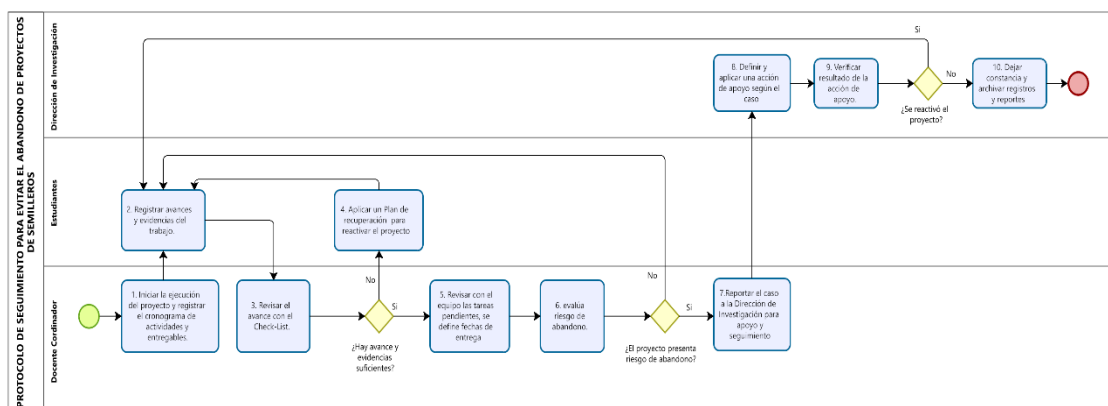 PROTOCOLO DE SEGUIMIENTO PARA EVITAR EL ABANDONO DE PROYECTOS
DE SEMILLEROS
Dirección de Investigación
Si
8. Definir y
aplicar una acción
de apoyo según el
caso
9. Verificar
resultado de la
acción de
apoyo.
No
¿Se reactivó el
proyecto?
10. Dejar
constancia y
archivar registros
y reportes
Estudiantes
2. Registrar avances
y evidencias del
trabajo.
4. Aplicar un Plan de
recuperación para
reactivar el proyecto
Docente Cordinador
1. Iniciar la ejecución
del proyecto y registrar
el cronograma de
actividades y
entregables.
3. Revisar el
avance con el
Check-List.
No
Si
¿Hay avance y
evidencias
suficientes?
5. Revisar con el
equipo las tareas
pendientes, se
define fechas de
entrega
6. evalúa
riesgo de
abandono.
No
Si
¿El proyecto presenta
riesgo de abandono?
7.Reportar el caso
a la Dirección de
Investigación para
apoyo y
seguimiento